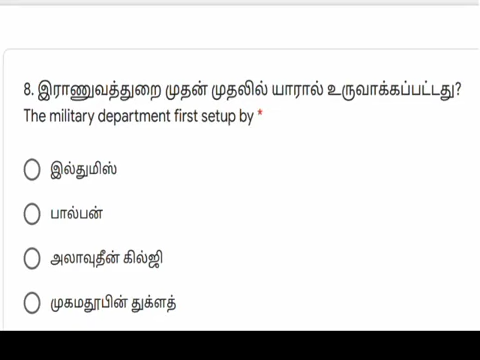 8. இராணுவத்துறை முதன் முதலில் யாரால் உருவாக்கப்பட்டது?
The military department first setup by *
இல்துமிஸ்
பால்பன்
அலாவுதீன் கில்ஜி
முகமதூபின் துக்ளத்